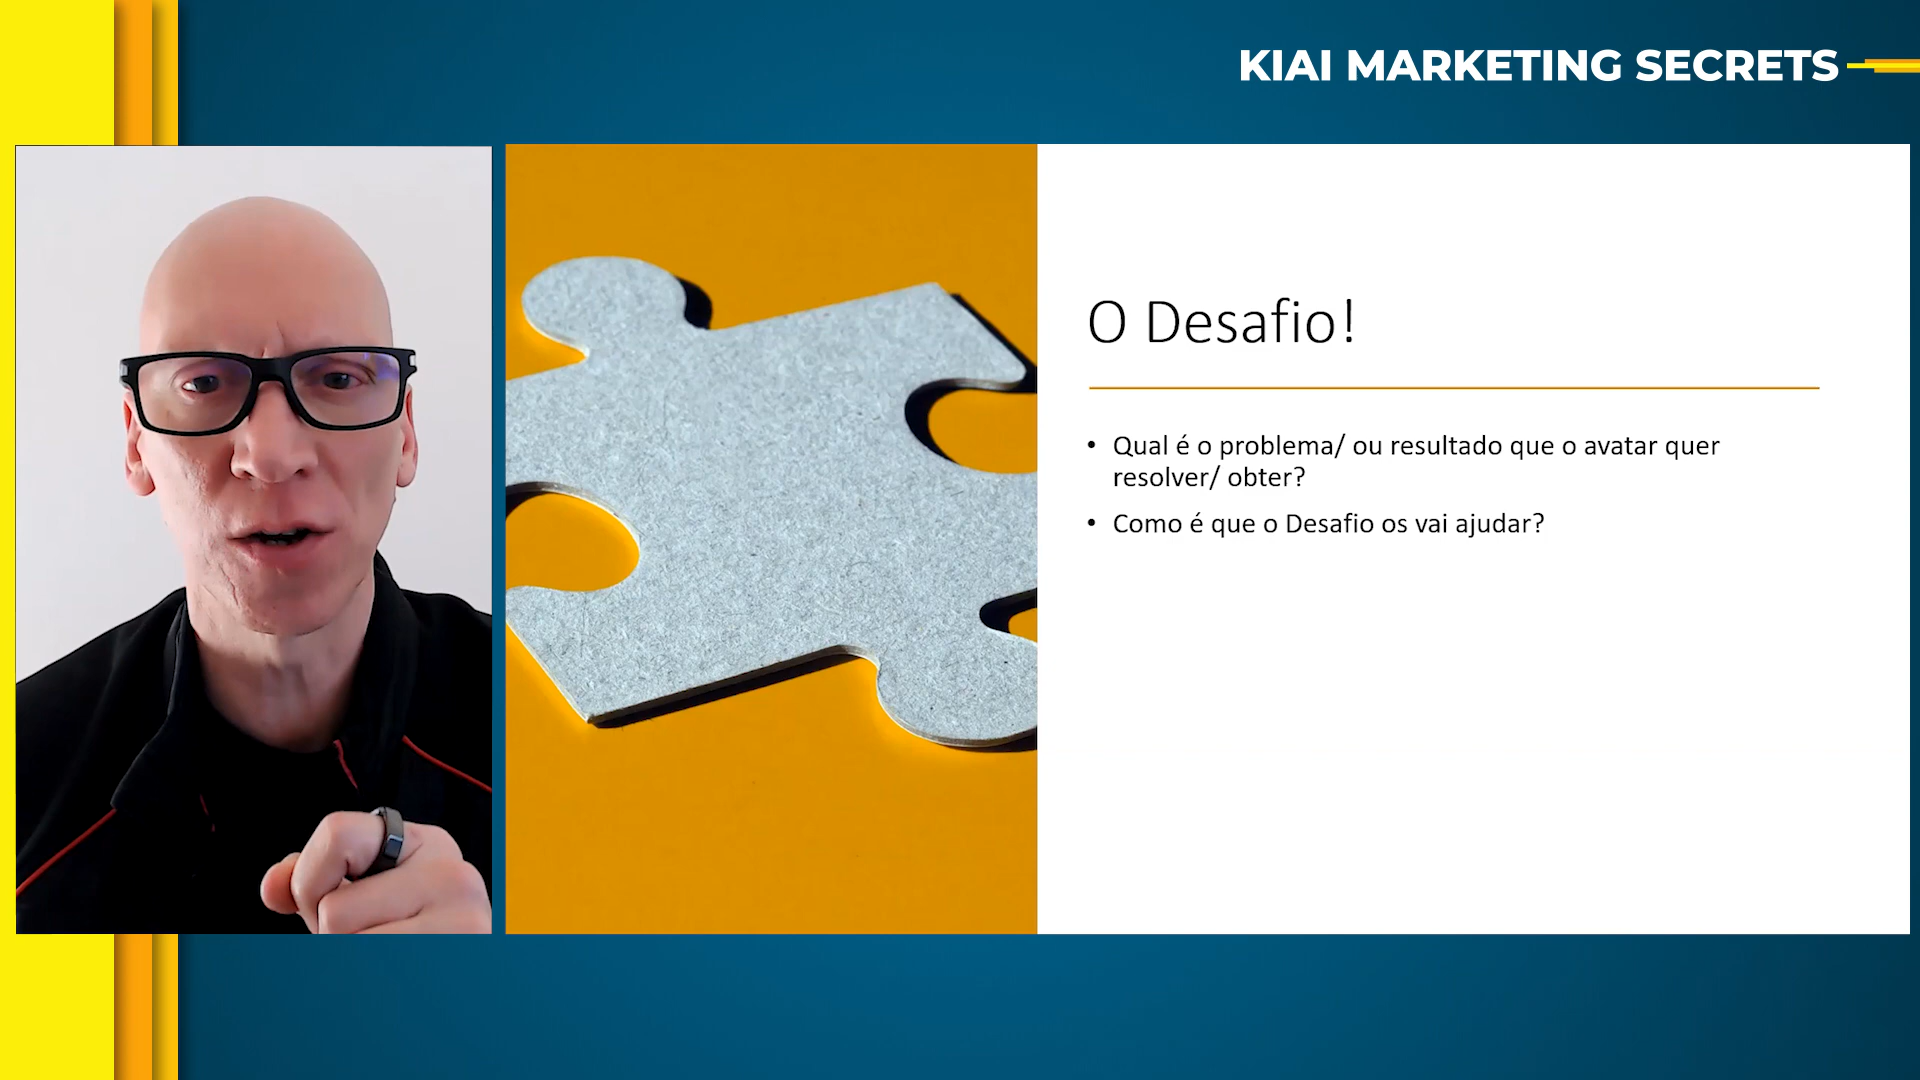 KIAI MARKETING SECRETS
O Desafio!
• Qual é o problema/ ou resultado que o avatar quer
resolver/ obter?
• Como é que o Desafio os vai ajudar?